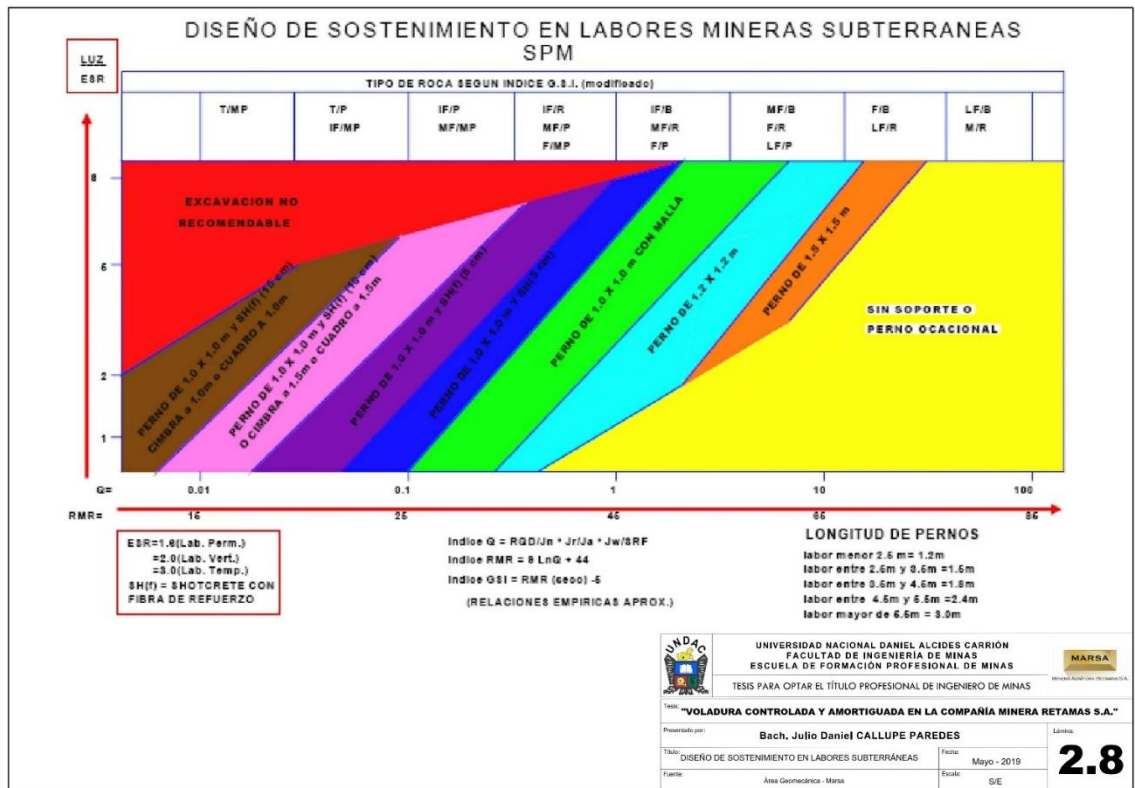 DISEÑO DE SOSTENIMIENTO EN LABORES MINERAS SUBTERRANEAS
SPM
LUZ
ESR
TIPO DE ROCA SEGUN INDICE G.S.I. (modificado)
T/MP
T/P
IF/MP
IF/P
MF/MP
IF/R
MF/P
F/MP
IF/B
MF/R
F/P
MF/B
F/R
LF/P
F/B
LF/R
LF/B
M/R
8
5
2
1
EXCAVACION NO
RECOMENDABLE
PERNO DE 1.0 X 1.0 m y SH(f) (15 cm)
CIMBRA a 1.0m o CUADRO A 1.0m
PERNO DE 1.0 X 1.0 m y SH(f) (10 cm)
O CIMBRA a 1.5m o CUADRO a 1.5m
PERNO DE 1.0 X 1.0 m y SH(f) (5 cm)
PERNO DE 1.0 X 1.0 m Y SH(5 cm)
PERNO DE 1.0 X 1.0 m CON MALLA
PERNO DE 1.2 X 1.2 m
PERNO DE 1.5 X 1.5 m
SIN SOPORTE O
PERNO OCACIONAL
Q= 0.01 0.1 1 10 100
RMR= 15 25 45 65 85
ESR=1.6(Lab. Perm.)
=2.0(Lab. Vert.)
=3.0(Lab. Temp.)
SH(f) = SHOTCRETE CON
FIBRA DE REFUERZO
Indice Q = RQD/Jn * Jr/Ja * Jw/SRF
Indice RMR = 9 LnQ + 44
Indice GSI = RMR (seco) -5
(RELACIONES EMPIRICAS APROX.)
LONGITUD DE PERNOS
labor menor 2.5 m= 1.2m
labor entre 2.5m y 3.5m =1.5m
labor entre 3.5m y 4.5m =1.8m
labor entre 4.5m y 5.5m =2.4m
labor mayor de 5.5m = 3.0m
UNDAC
UNIVERSIDAD NACIONAL DANIEL ALCIDES CARRIÓN
FACULTAD DE INGENIERÍA DE MINAS
ESCUELA DE FORMACIÓN PROFESIONAL DE MINAS
TESIS PARA OPTAR EL TÍTULO PROFESIONAL DE INGENIERO DE MINAS
MARSA
MINERA AURÍFERA RETAMAS S.A.
Tesis: "VOLADURA CONTROLADA Y AMORTIGUADA EN LA COMPAÑÍA MINERA RETAMAS S.A."
Presentado por: Bach. Julio Daniel CALLUPE PAREDES
Lámina:
2.8
Título: DISEÑO DE SOSTENIMIENTO EN LABORES SUBTERRÁNEAS
Fecha: Mayo - 2019
Fuente: Área Geomecánica - Marsa
Escala: S/E